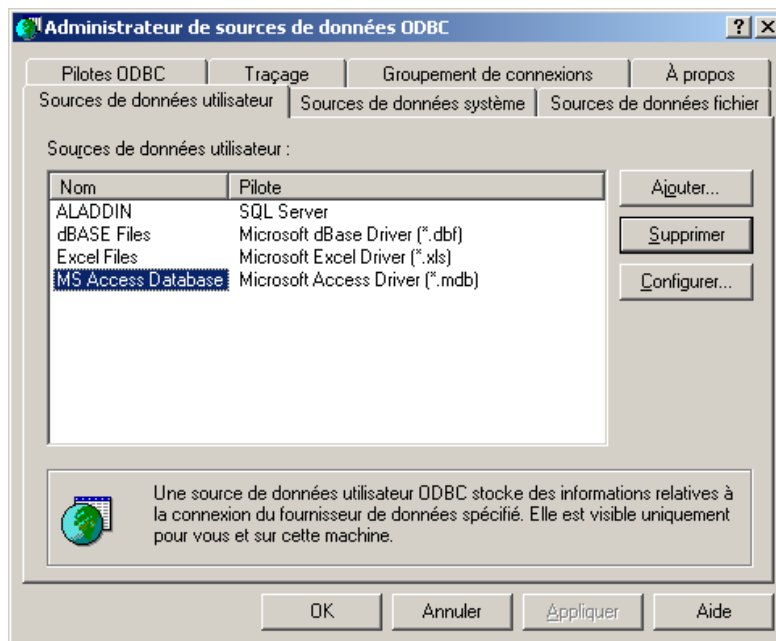 Administrateur de sources de données ODBC
Pilotes ODBC Traçage Groupement de connexions À propos
Sources de données utilisateur Sources de données système Sources de données fichier
Sources de données utilisateur :
Nom Pilote
ALADDIN SQL Server
dBASE Files Microsoft dBase Driver (*.dbf)
Excel Files Microsoft Excel Driver (*.xls)
MS Access Database Microsoft Access Driver (*.mdb)
Ajouter...
Supprimer
Configurer...
Une source de données utilisateur ODBC stocke des informations relatives à
la connexion du fournisseur de données spécifié. Elle est visible uniquement
pour vous et sur cette machine.
OK Annuler Appliquer Aide